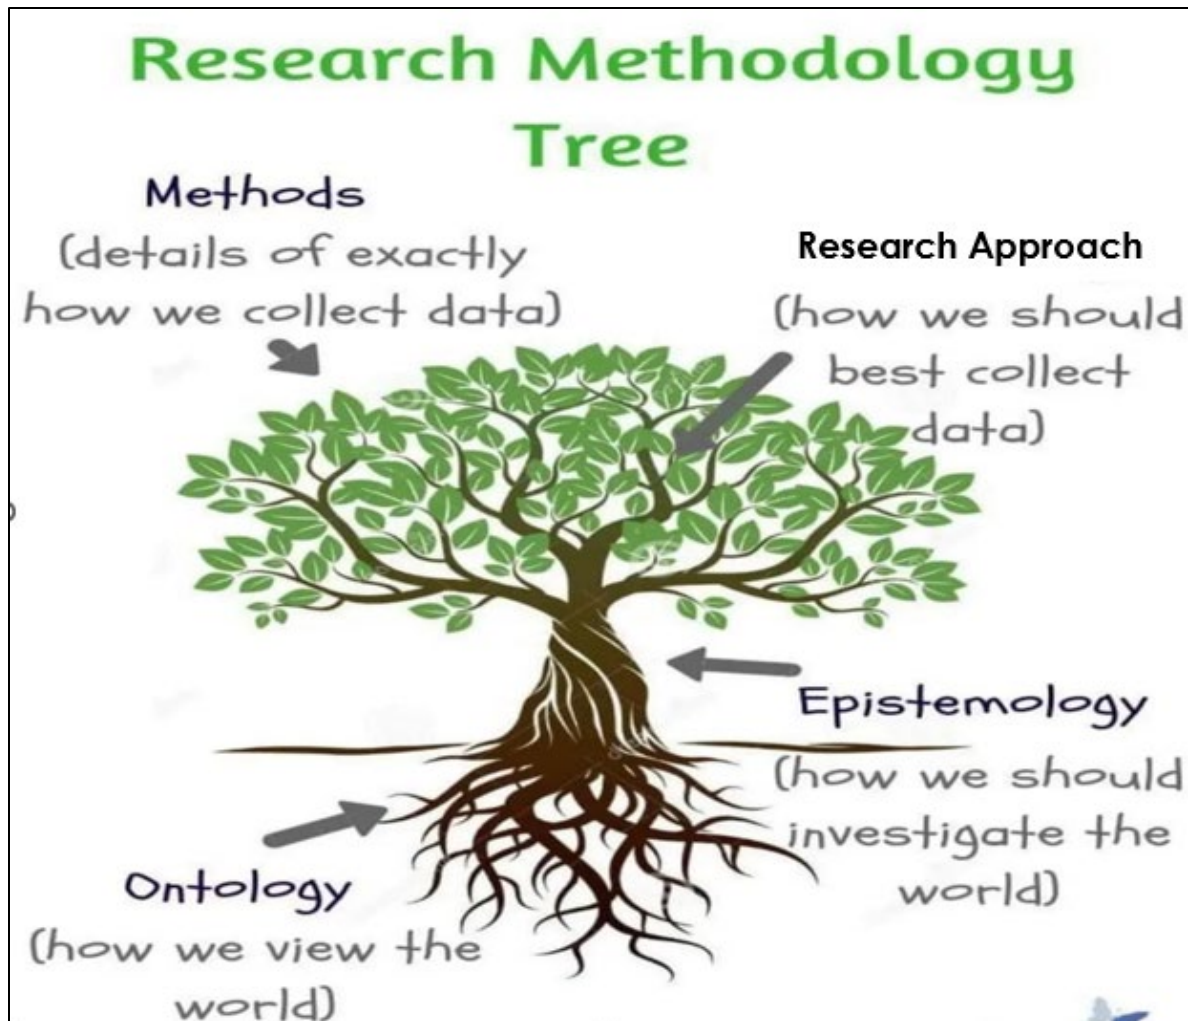 Research Methodology
Tree
Methods
(details of exactly
how we collect data)
Research Approach
(how we should
best collect
data)
Epistemology
(how we should
investigate the
world)
Ontology
(how we view the
world)